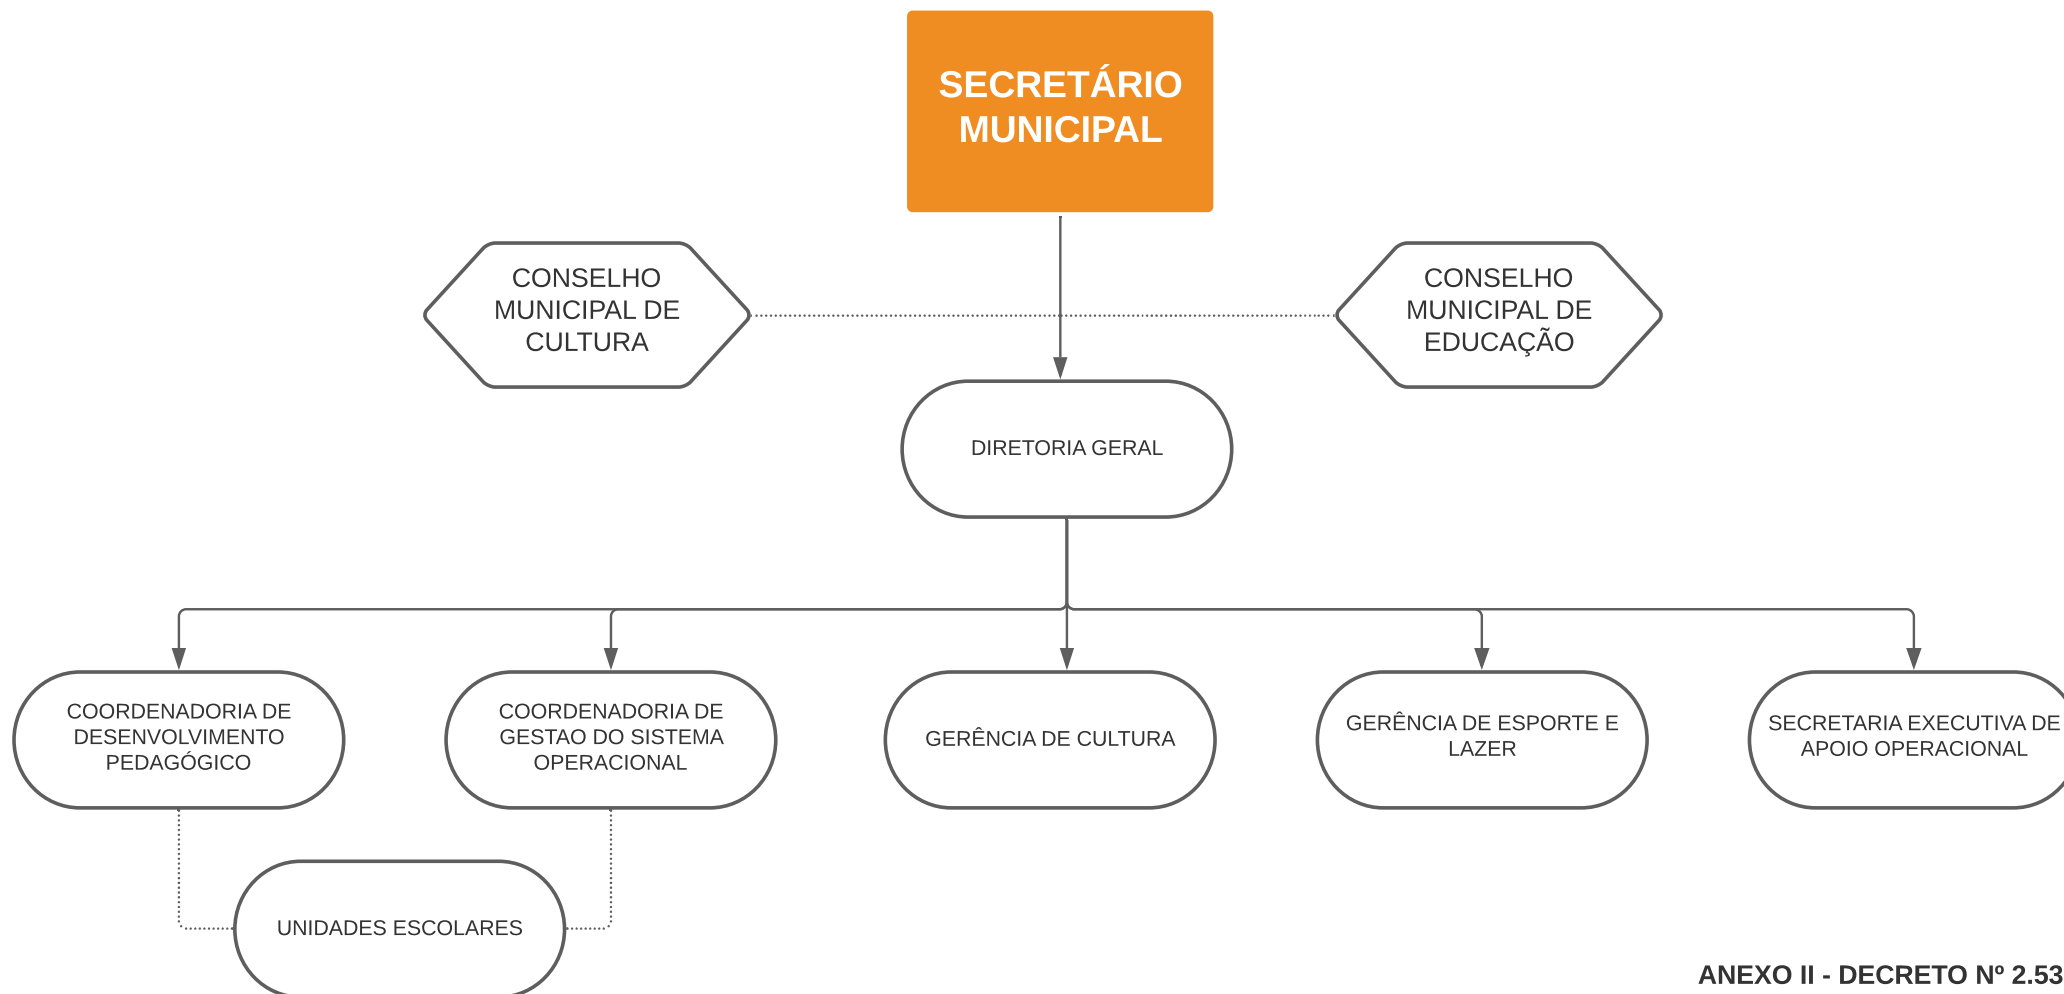 SECRETÁRIO
MUNICIPAL
CONSELHO
MUNICIPAL DE
CULTURA
CONSELHO
MUNICIPAL DE
EDUCAÇÃO
DIRETORIA GERAL
COORDENADORIA DE
DESENVOLVIMENTO
PEDAGÓGICO
COORDENADORIA DE
GESTAO DO SISTEMA
OPERACIONAL
GERÊNCIA DE CULTURA
GERÊNCIA DE ESPORTE E
LAZER
SECRETARIA EXECUTIVA DE
APOIO OPERACIONAL
UNIDADES ESCOLARES
ANEXO II - DECRETO Nº 2.53